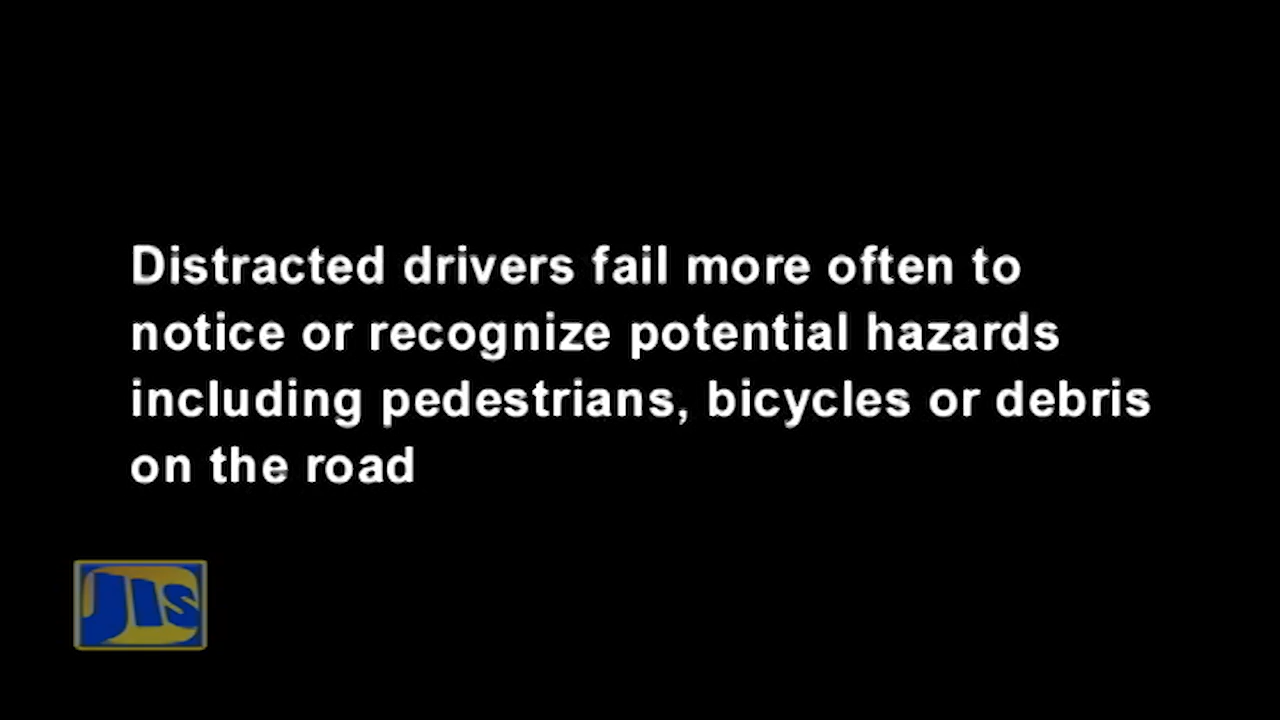 Distracted drivers fail more often to
notice or recognize potential hazards
including pedestrians, bicycles or debris
on the road
JIS